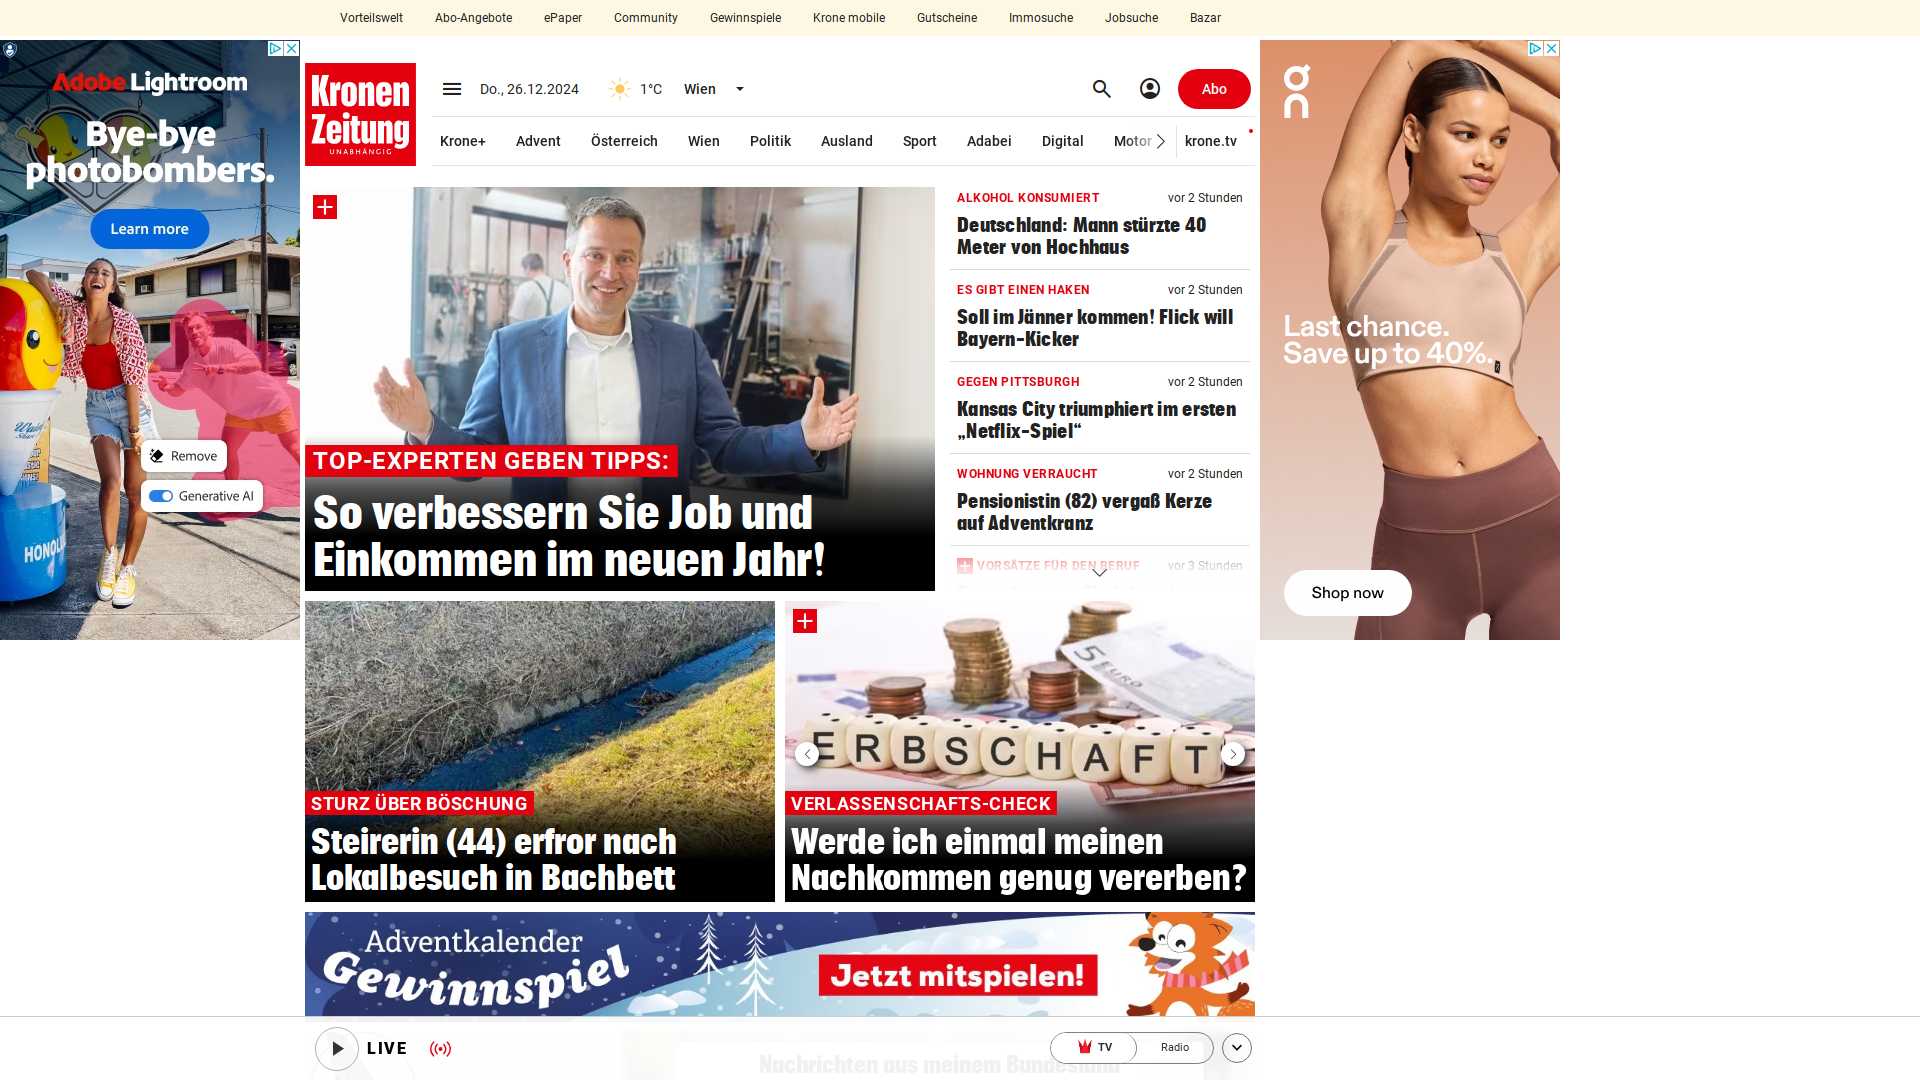 Vorteilswelt
Abo-Angebote
ePaper
Community
Gewinnspiele
Krone mobile
Gutscheine
Immosuche
Jobsuche
Bazar
Adobe Lightroom
Bye-bye
photobombers.
Learn more
Remove
Generative AI
Kronen
Zeitung
UNABHÄNGIG
Do., 26.12.2024
1°C
Wien
Abo
Krone+
Advent
Österreich
Wien
Politik
Ausland
Sport
Adabei
Digital
Motor
krone.tv
TOP-EXPERTEN GEBEN TIPPS:
So verbessern Sie Job und
Einkommen im neuen Jahr!
ALKOHOL KONSUMIERT
vor 2 Stunden
Deutschland: Mann stürzte 40
Meter von Hochhaus
ES GIBT EINEN HAKEN
vor 2 Stunden
Soll im Jänner kommen! Flick will
Bayern-Kicker
GEGEN PITTSBURGH
vor 2 Stunden
Kansas City triumphiert im ersten
„Netflix-Spiel“
WOHNUNG VERRAUCHT
vor 2 Stunden
Pensionistin (82) vergaß Kerze
auf Adventkranz
VORSÄTZE FÜR DEN BERUF
vor 3 Stunden
Last chance.
Save up to 40%.
Shop now
STURZ ÜBER BÖSCHUNG
Steirerin (44) erfror nach
Lokalbesuch in Bachbett
5 EURO
ERBSCHAFT
VERLASSENSCHAFTS-CHECK
Werde ich einmal meinen
Nachkommen genug vererben?
Adventkalender
Gewinnspiel
Jetzt mitspielen!
LIVE
TV
Radio
Nachrichten aus meinem Bundesland